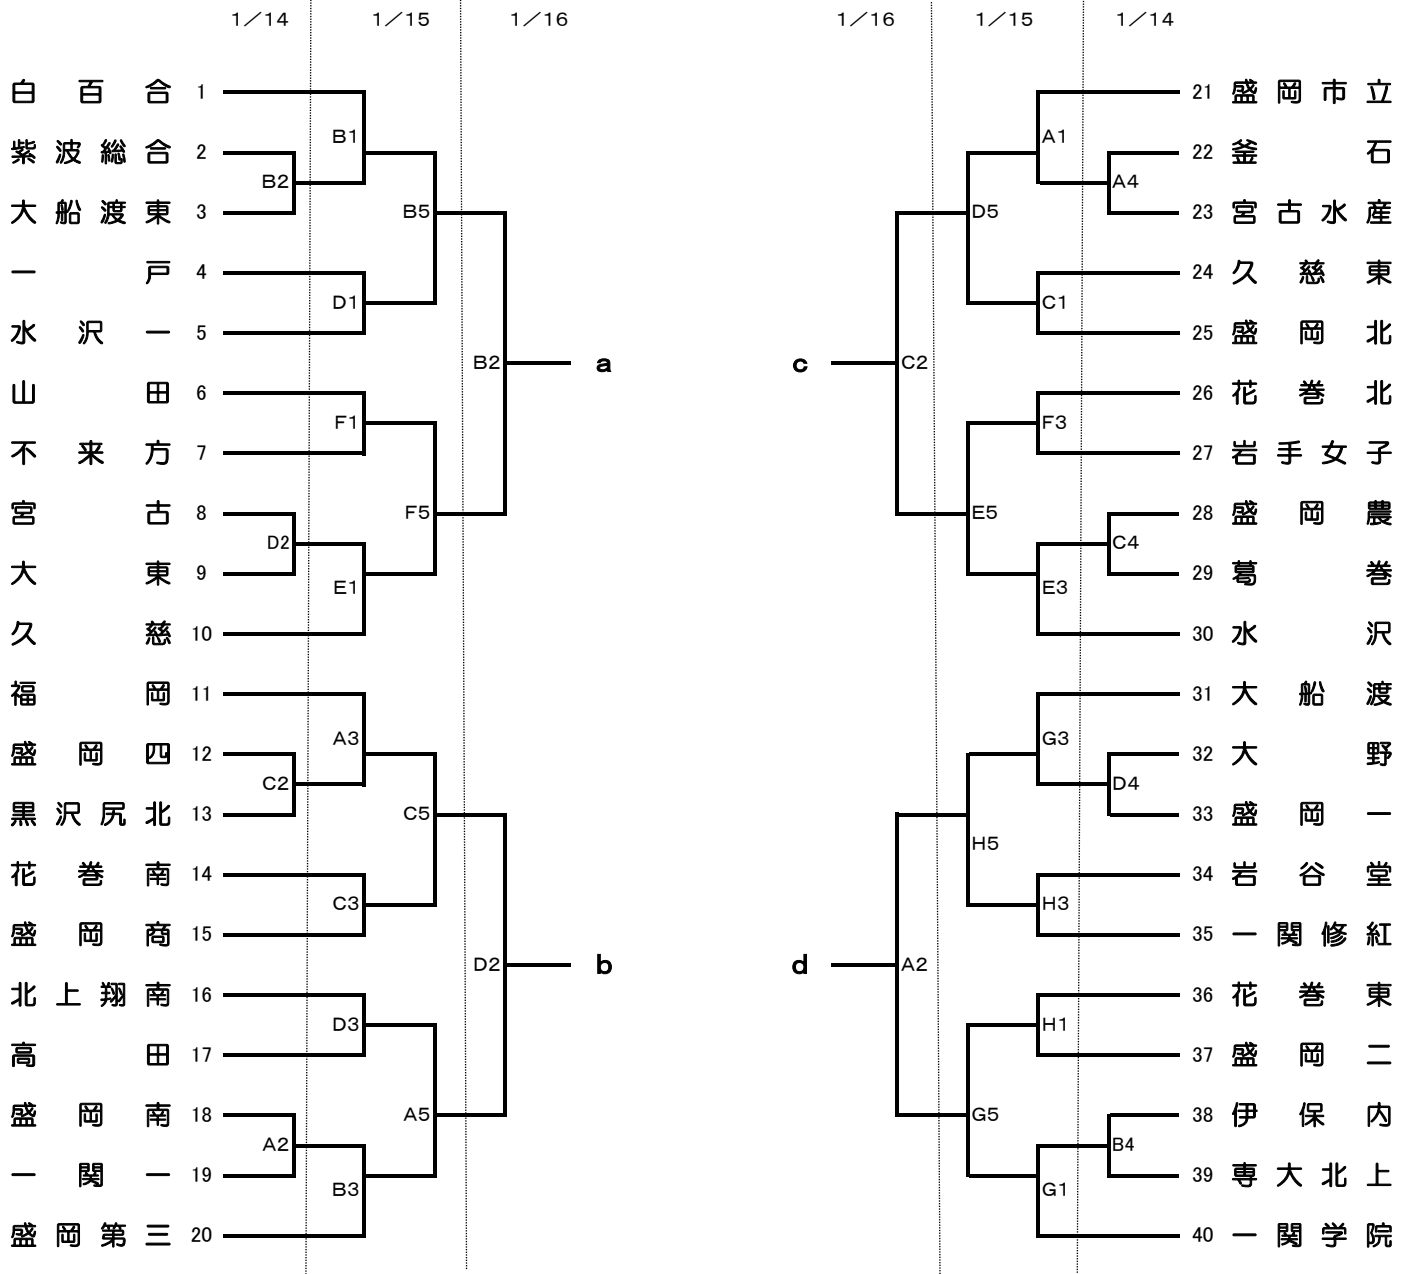 1／14 1／15 1／16 1／16 1／15 1／14
白百合 1 21 盛岡市立
B1 A1
紫波総合 2 22 釜石
B2 A4
大船渡東 3 B5 D5 23 宮古水産
一戸 4 24 久慈東
D1 C1
水沢一 5 25 盛岡北
B2 a c C2
山田 6 26 花巻北
F1 F3
不来方 7 27 岩手女子
宮古 8 F5 E5 28 盛岡農
D2 C4
大東 9 29 葛巻
E1 E3
久慈 10 30 水沢
福岡 11 31 大船渡
A3 G3
盛岡四 12 32 大野
C2 D4
黒沢尻北 13 C5 33 盛岡一
H5
花巻南 14 34 岩谷堂
C3 H3
盛岡商 15 35 一関修紅
D2 b d A2
北上翔南 16 36 花巻東
D3 H1
高田 17 37 盛岡二
盛岡南 18 A5 G5 38 伊保内
A2 B4
一関一 19 39 専大北上
B3 G1
盛岡第三 20 40 一関学院